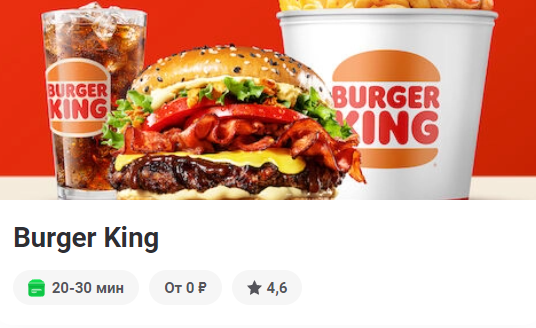 BURGER
KING
BURGER
KING
Burger King
20-30 мин
От 0 ₽
4,6